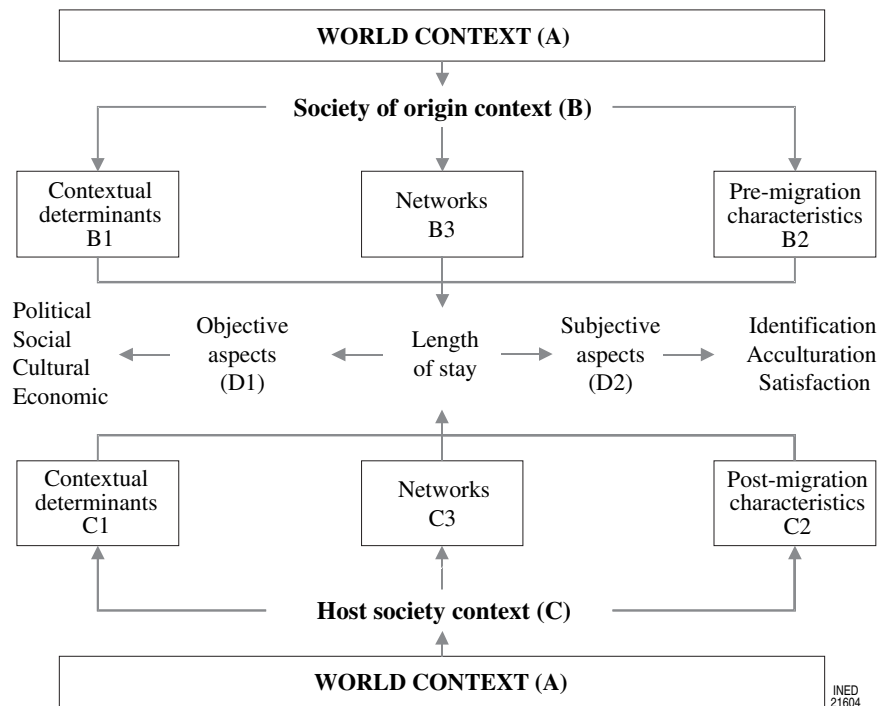 WORLD CONTEXT (A)
Society of origin context (B)
Contextual
determinants
B1
Networks
B3
Pre-migration
characteristics
B2
Political
Social
Cultural
Economic
Objective
aspects
(D1)
Length
of stay
Subjective
aspects
(D2)
Identification
Acculturation
Satisfaction
Contextual
determinants
C1
Networks
C3
Post-migration
characteristics
C2
Host society context (C)
WORLD CONTEXT (A)
INED
21604